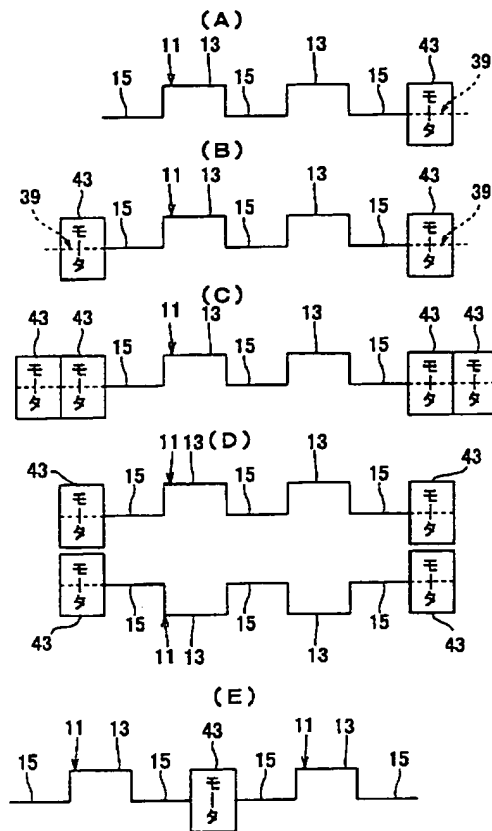 (A)
11 13 13 43
15 15 15 39
モータ
(B)
43 11 13 13 43
39 15 15 15 39
モータ モータ
(C)
43 43 11 13 13 43 43
15 15 15
モータ モータ モータ モータ
(D)
43 11 13 13 43
15 15 15
モータ モータ
モータ モータ
15 15 15
43 11 13 13 43
(E)
11 13 43 11 13
15 15 15 15
モータ